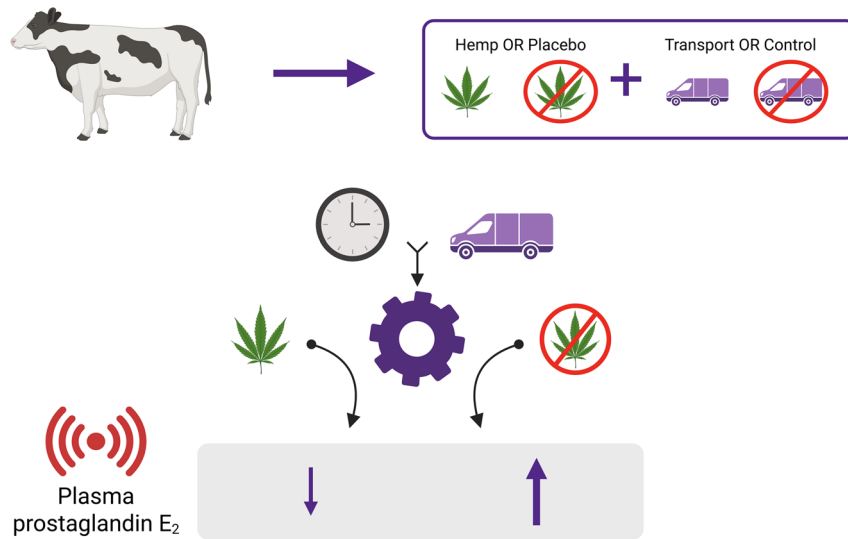 Hemp OR Placebo
Transport OR Control
Plasma
prostaglandin E₂